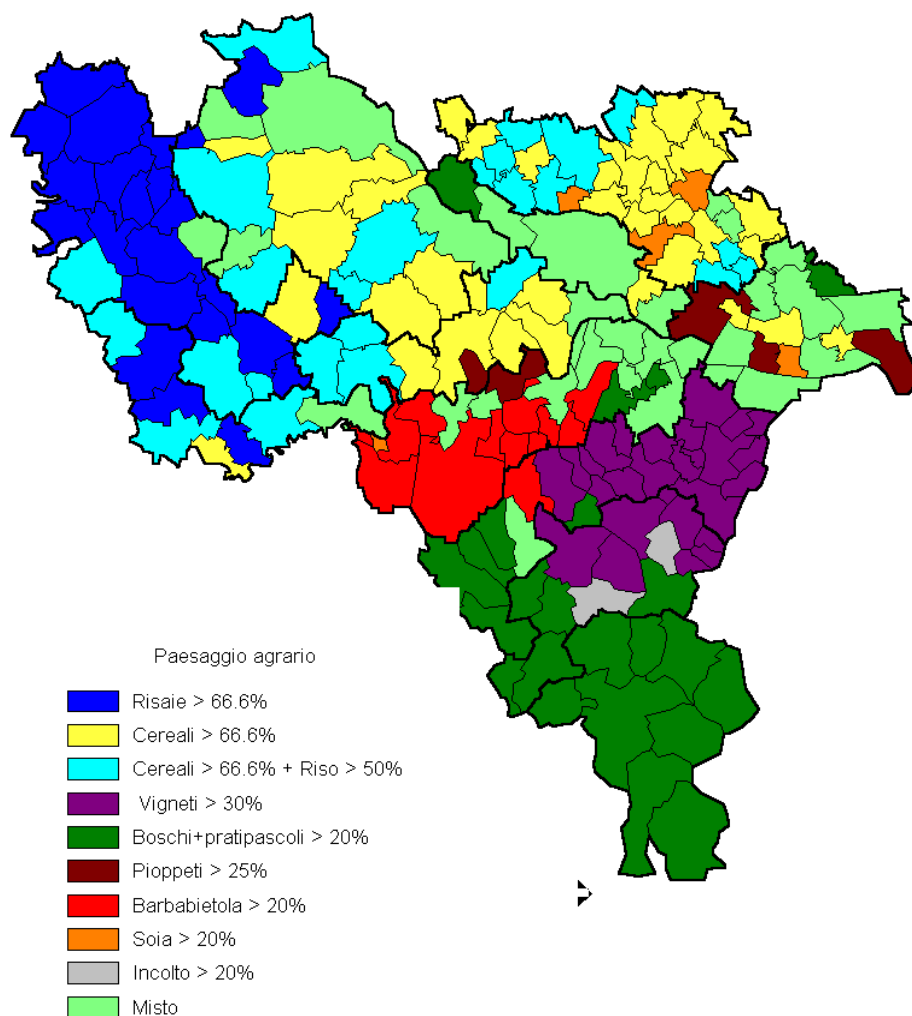 Paesaggio agrario
Risaie > 66.6%
Cereali > 66.6%
Cereali > 66.6% + Riso > 50%
Vigneti > 30%
Boschi+pratipascoli > 20%
Pioppeti > 25%
Barbabietola > 20%
Soia > 20%
Incolto > 20%
Misto